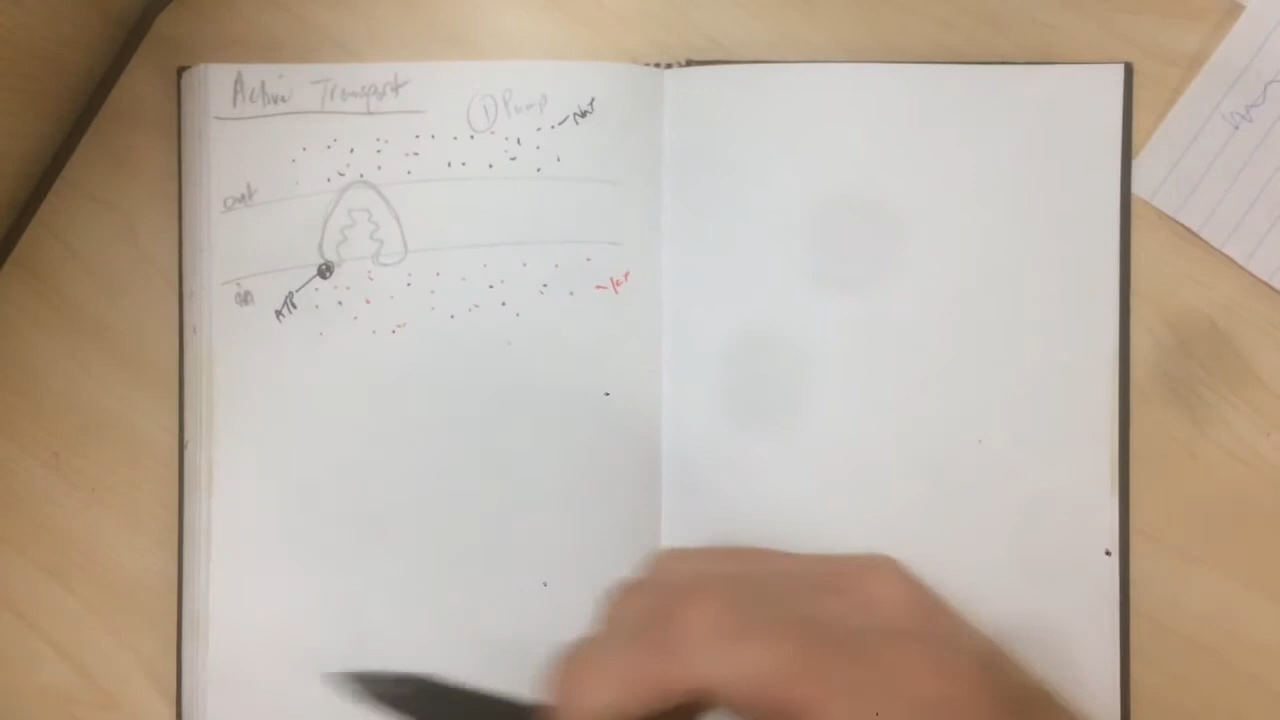 Active Transport
① Pump
Na+
out
in
ATP
K+